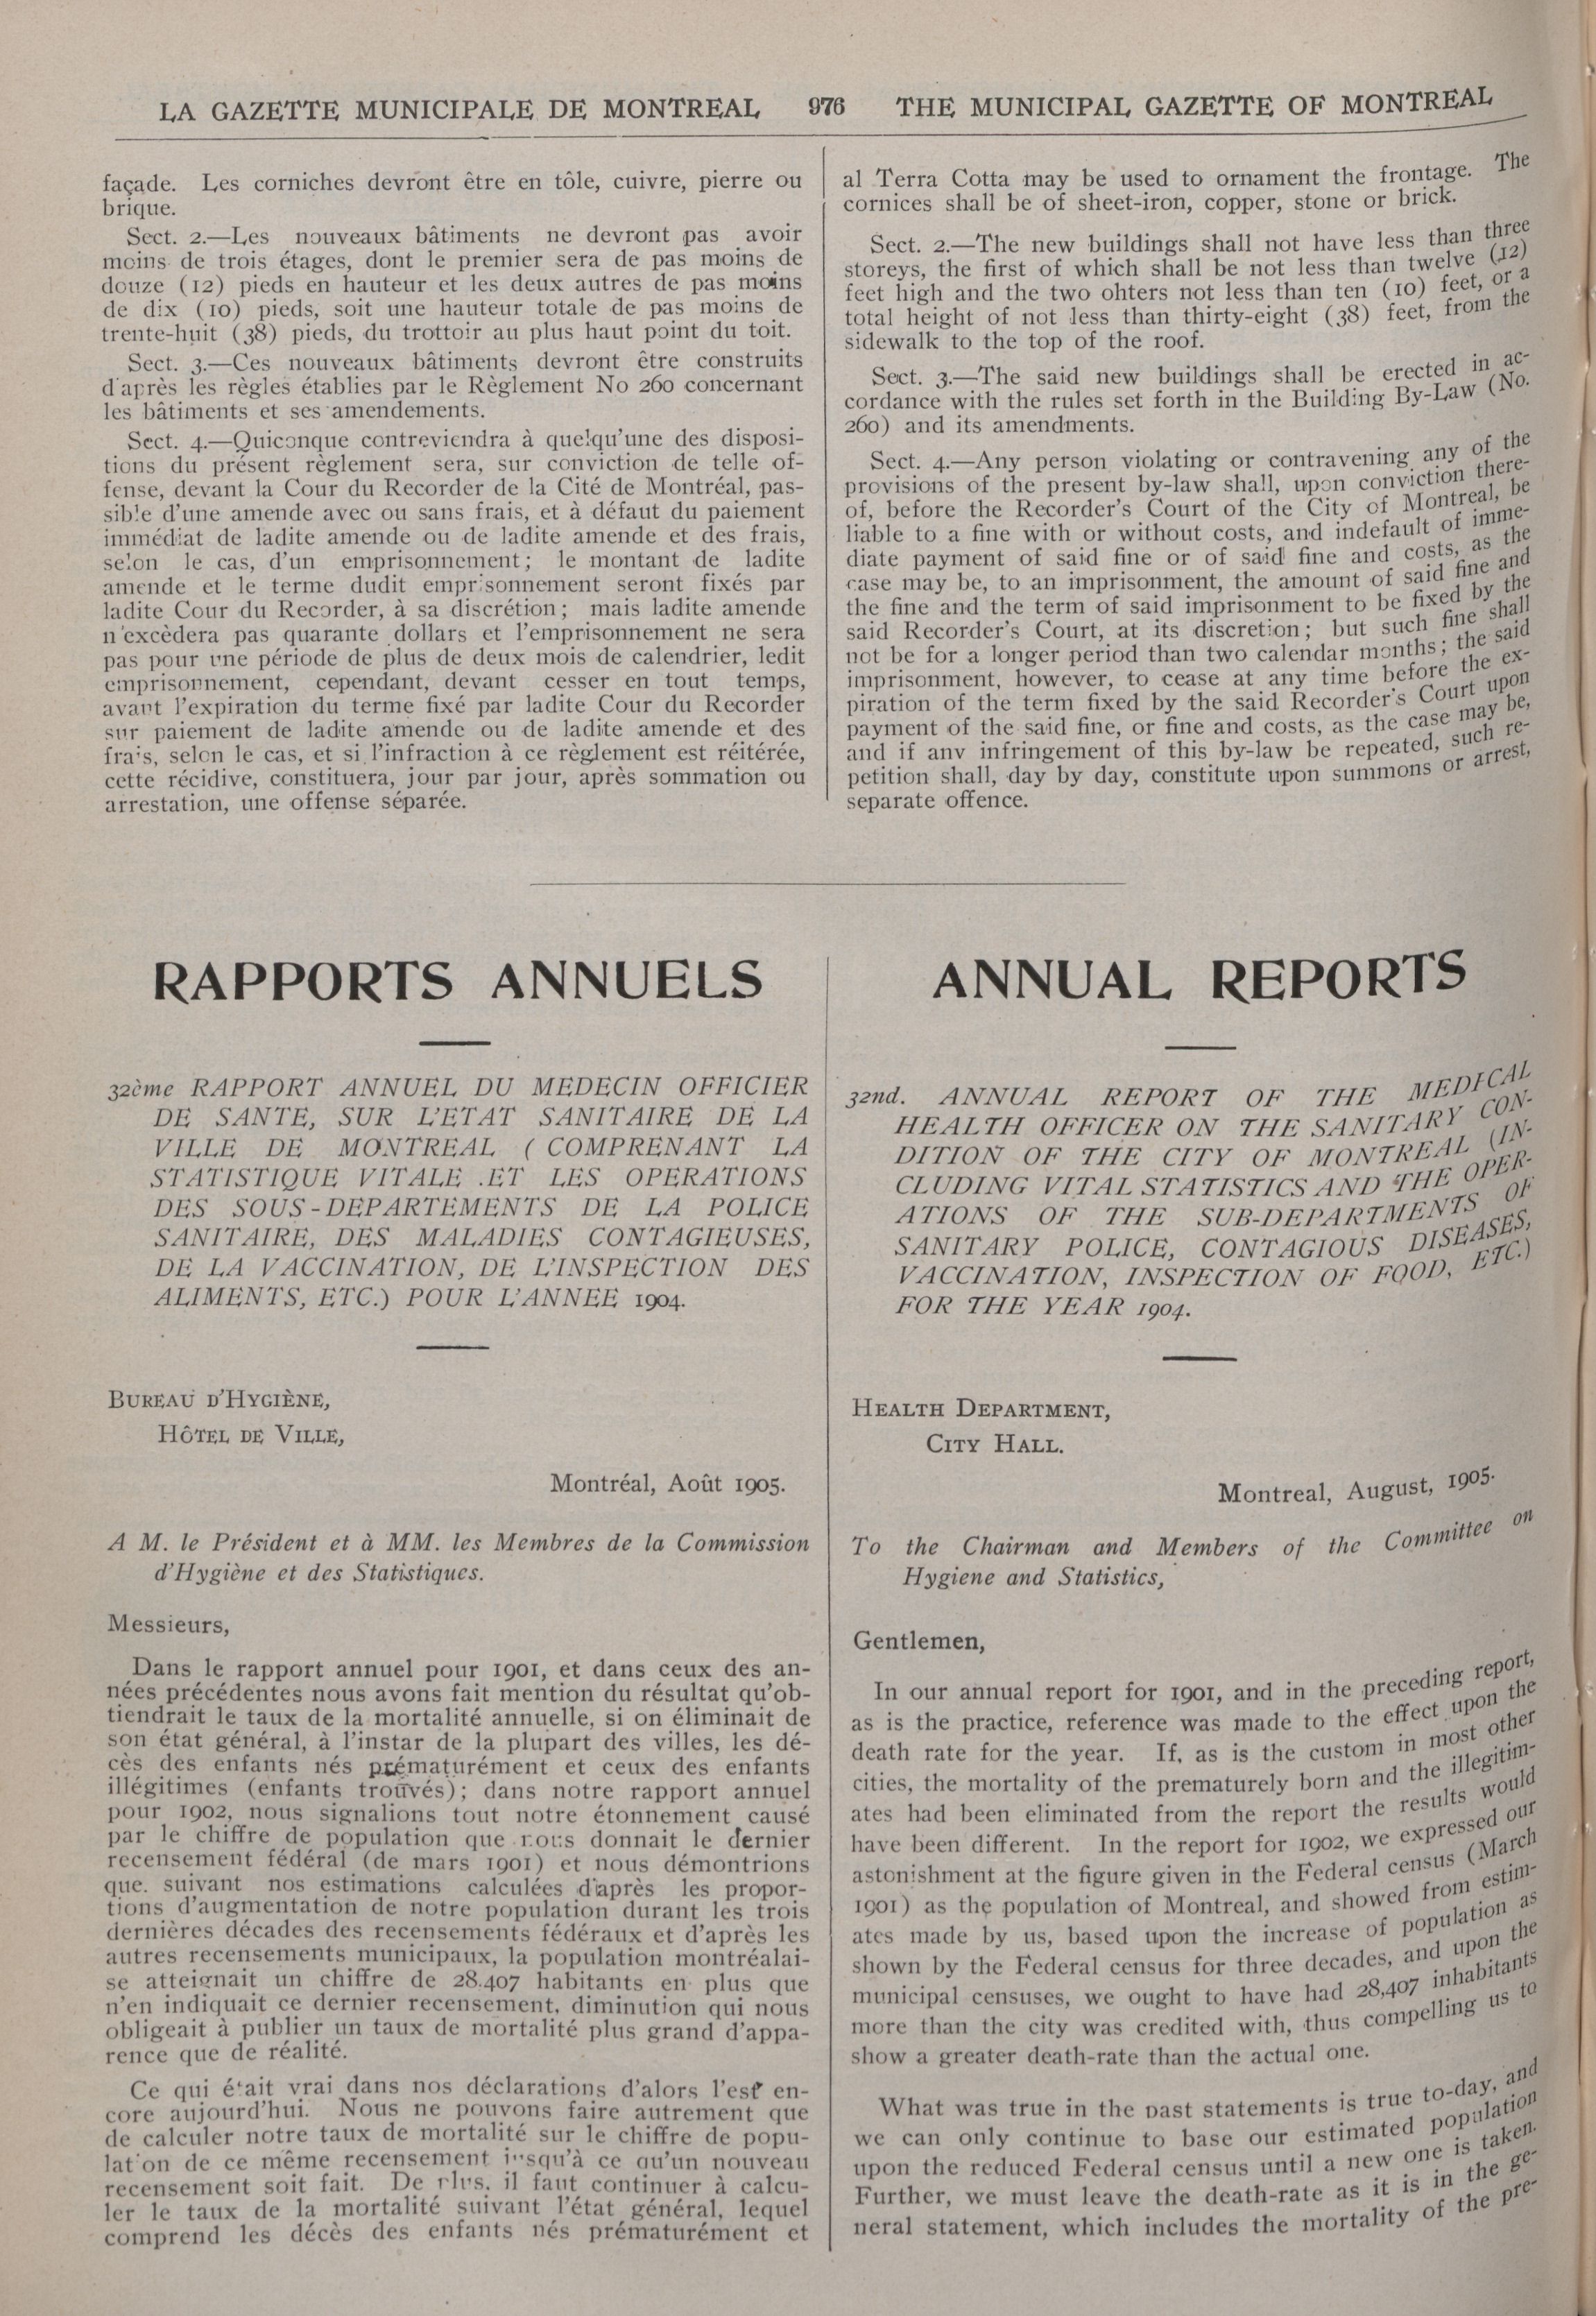 LA GAZETTE MUNICIPALE DE MONTREAL 976 THE MUNICIPAL GAZETTE OF MONTREAL
façade. Les corniches devront être en tôle, cuivre, pierre ou
brique.
Sect. 2.—Les nouveaux bâtiments ne devront pas avoir
moins de trois étages, dont le premier sera de pas moins de
douze (12) pieds en hauteur et les deux autres de pas moins
de dix (10) pieds, soit une hauteur totale de pas moins de
trente-huit (38) pieds, du trottoir au plus haut point du toit.
Sect. 3.—Ces nouveaux bâtiments devront être construits
d'après les règles établies par le Règlement No 260 concernant
les bâtiments et ses amendements.
Sect. 4.—Quiconque contreviendra à quelqu'une des disposi-
tions du présent règlement sera, sur conviction de telle of-
fense, devant la Cour du Recorder de la Cité de Montréal, pas-
sible d'une amende avec ou sans frais, et à défaut du paiement
immédiat de ladite amende ou de ladite amende et des frais,
selon le cas, d'un emprisonnement; le montant de ladite
amende et le terme dudit emprisonnement seront fixés par
ladite Cour du Recorder, à sa discrétion; mais ladite amende
n'excèdera pas quarante dollars et l'emprisonnement ne sera
pas pour une période de plus de deux mois de calendrier, ledit
emprisonnement, cependant, devant cesser en tout temps,
avant l'expiration du terme fixé par ladite Cour du Recorder
sur paiement de ladite amende ou de ladite amende et des
frais, selon le cas, et si l'infraction à ce règlement est réitérée,
cette récidive, constituera, jour par jour, après sommation ou
arrestation, une offense séparée.
al Terra Cotta may be used to ornament the frontage. The
cornices shall be of sheet-iron, copper, stone or brick.
Sect. 2.—The new buildings shall not have less than three
storeys, the first of which shall be not less than twelve (12)
feet high and the two ohters not less than ten (10) feet, or a
total height of not less than thirty-eight (38) feet, from the
sidewalk to the top of the roof.
Sect. 3.—The said new buildings shall be erected in ac-
cordance with the rules set forth in the Building By-Law (No.
260) and its amendments.
Sect. 4.—Any person violating or contravening any of the
provisions of the present by-law shall, upon conviction there-
of, before the Recorder's Court of the City of Montreal, be
liable to a fine with or without costs, and indefault of imme-
diate payment of said fine or of said fine and costs, as the
case may be, to an imprisonment, the amount of said fine and
the fine and the term of said imprisonment to be fixed by the
said Recorder's Court, at its discretion; but such fine shall
not be for a longer period than two calendar months; the said
imprisonment, however, to cease at any time before the ex-
piration of the term fixed by the said Recorder's Court upon
payment of the said fine, or fine and costs, as the case may be,
and if any infringement of this by-law be repeated, such re-
petition shall, day by day, constitute upon summons or arrest,
separate offence.
RAPPORTS ANNUELS
32ème RAPPORT ANNUEL DU MEDECIN OFFICIER
DE SANTE, SUR L'ETAT SANITAIRE DE LA
VILLE DE MONTREAL (COMPRENANT LA
STATISTIQUE VITALE .ET LES OPERATIONS
DES SOUS-DEPARTEMENTS DE LA POLICE
SANITAIRE, DES MALADIES CONTAGIEUSES,
DE LA VACCINATION, DE L'INSPECTION DES
ALIMENTS, ETC.) POUR L'ANNEE 1904.
BUREAU D'HYGIÈNE,
HÔTEL DE VILLE,
Montréal, Août 1905.
A M. le Président et à MM. les Membres de la Commission
d'Hygiène et des Statistiques.
Messieurs,
Dans le rapport annuel pour 1901, et dans ceux des an-
nées précédentes nous avons fait mention du résultat qu'ob-
tiendrait le taux de la mortalité annuelle, si on éliminait de
son état général, à l'instar de la plupart des villes, les dé-
cès des enfants nés prématurément et ceux des enfants
illégitimes (enfants trouvés); dans notre rapport annuel
pour 1902, nous signalions tout notre étonnement causé
par le chiffre de population que nous donnait le dernier
recensement fédéral (de mars 1901) et nous démontrions
que. suivant nos estimations calculées d'après les propor-
tions d'augmentation de notre population durant les trois
dernières décades des recensements fédéraux et d'après les
autres recensements municipaux, la population montréalai-
se atteignait un chiffre de 28.407 habitants en plus que
n'en indiquait ce dernier recensement, diminution qui nous
obligeait à publier un taux de mortalité plus grand d'appa-
rence que de réalité.
Ce qui était vrai dans nos déclarations d'alors l'est en-
core aujourd'hui. Nous ne pouvons faire autrement que
de calculer notre taux de mortalité sur le chiffre de popu-
lation de ce même recensement jusqu'à ce qu'un nouveau
recensement soit fait. De plus, il faut continuer à calcu-
ler le taux de la mortalité suivant l'état général, lequel
comprend les décès des enfants nés prématurément et
ANNUAL REPORTS
32nd. ANNUAL REPORT OF THE MEDICAL
HEALTH OFFICER ON THE SANITARY CON-
DITION OF THE CITY OF MONTREAL (IN-
CLUDING VITAL STATISTICS AND THE OPER-
ATIONS OF THE SUB-DEPARTMENTS OF
SANITARY POLICE, CONTAGIOUS DISEASES,
VACCINATION, INSPECTION OF FOOD, ETC.)
FOR THE YEAR 1904.
HEALTH DEPARTMENT,
CITY HALL.
Montreal, August, 1905.
To the Chairman and Members of the Committee on
Hygiene and Statistics,
Gentlemen,
In our annual report for 1901, and in the preceding report,
as is the practice, reference was made to the effect upon the
death rate for the year. If, as is the custom in most other
cities, the mortality of the prematurely born and the illegitim-
ates had been eliminated from the report the results would
have been different. In the report for 1902, we expressed our
astonishment at the figure given in the Federal census (March
1901) as the population of Montreal, and showed from estim-
ates made by us, based upon the increase of population as
shown by the Federal census for three decades, and upon the
municipal censuses, we ought to have had 28,407 inhabitants
more than the city was credited with, thus compelling us to
show a greater death-rate than the actual one.
What was true in the past statements is true to-day, and
we can only continue to base our estimated population
upon the reduced Federal census until a new one is taken.
Further, we must leave the death-rate as it is in the ge-
neral statement, which includes the mortality of the pre-